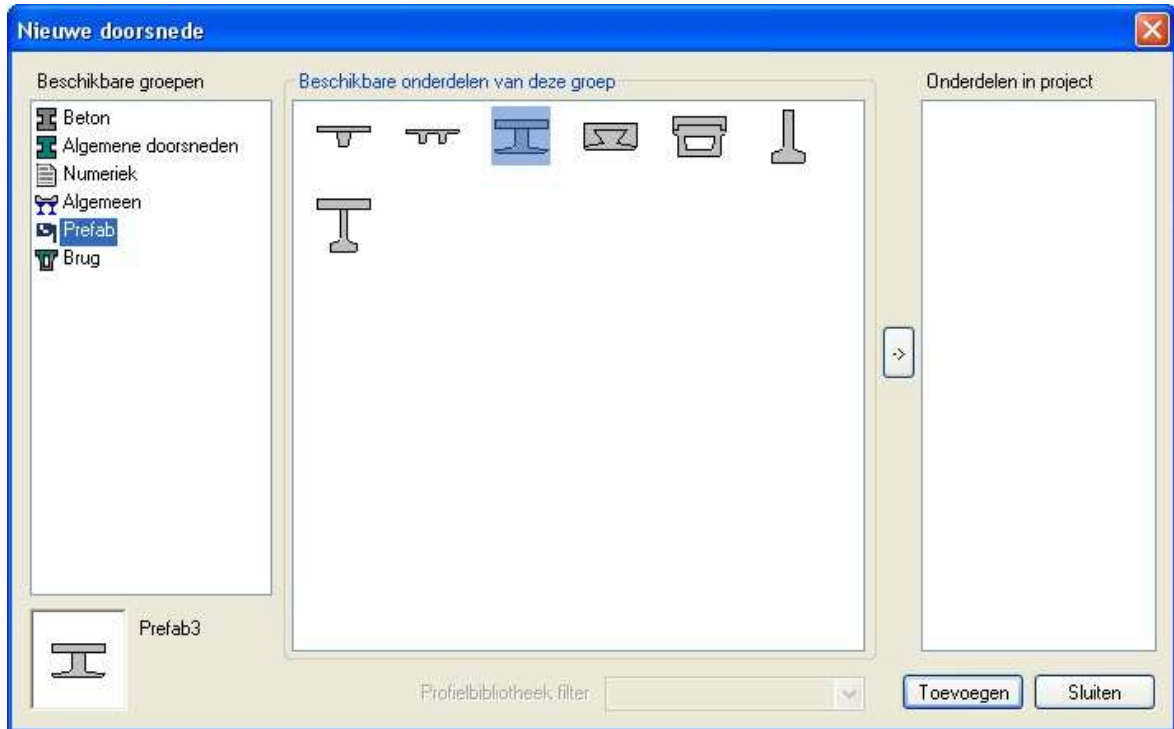 Nieuwe doorsnede
Beschikbare groepen
Beton
Algemene doorsneden
Numeriek
Algemeen
Prefab
Brug
Prefab3
Beschikbare onderdelen van deze groep
Profielbibliotheek filter
Onderdelen in project
->
Toevoegen
Sluiten